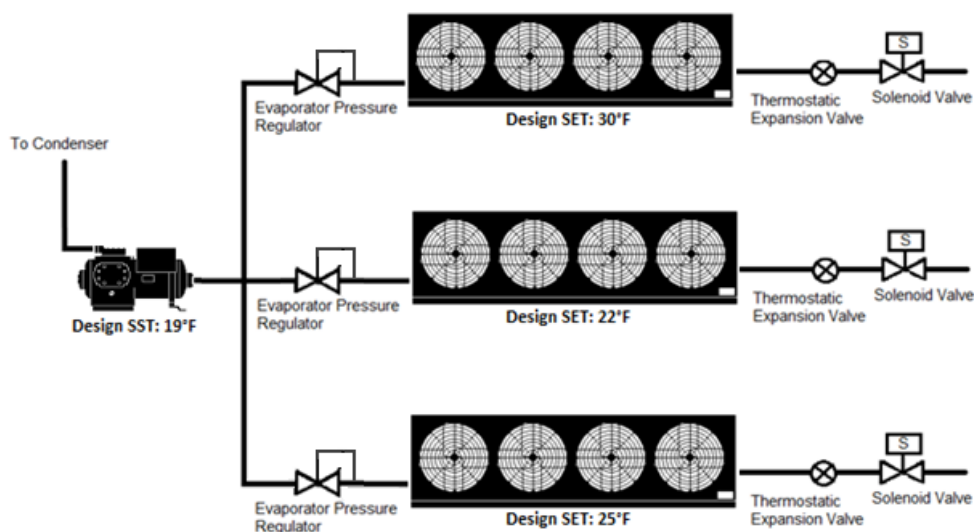 S
Solenoid Valve
Thermostatic
Expansion Valve
Evaporator Pressure
Regulator
Design SET: 30°F
To Condenser
S
Solenoid Valve
Thermostatic
Expansion Valve
Evaporator Pressure
Regulator
Design SET: 22°F
Design SST: 19°F
S
Solenoid Valve
Thermostatic
Expansion Valve
Evaporator Pressure
Regulator
Design SET: 25°F